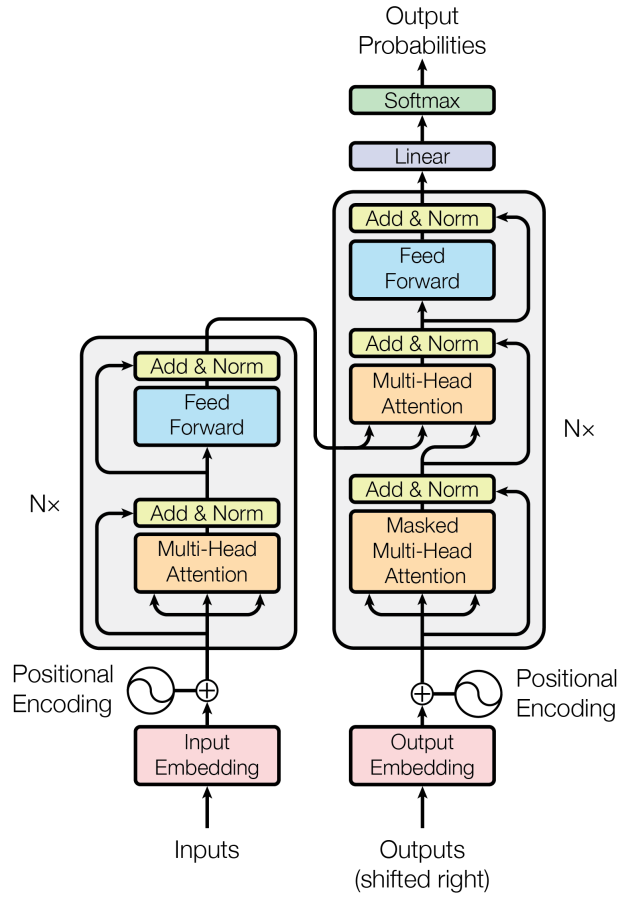 Output
Probabilities
Softmax
Linear
Add & Norm
Feed
Forward
Add & Norm
Multi-Head
Attention
Nx
Add & Norm
Masked
Multi-Head
Attention
Add & Norm
Feed
Forward
Nx
Add & Norm
Multi-Head
Attention
Positional
Encoding
Positional
Encoding
Input
Embedding
Output
Embedding
Inputs
Outputs
(shifted right)